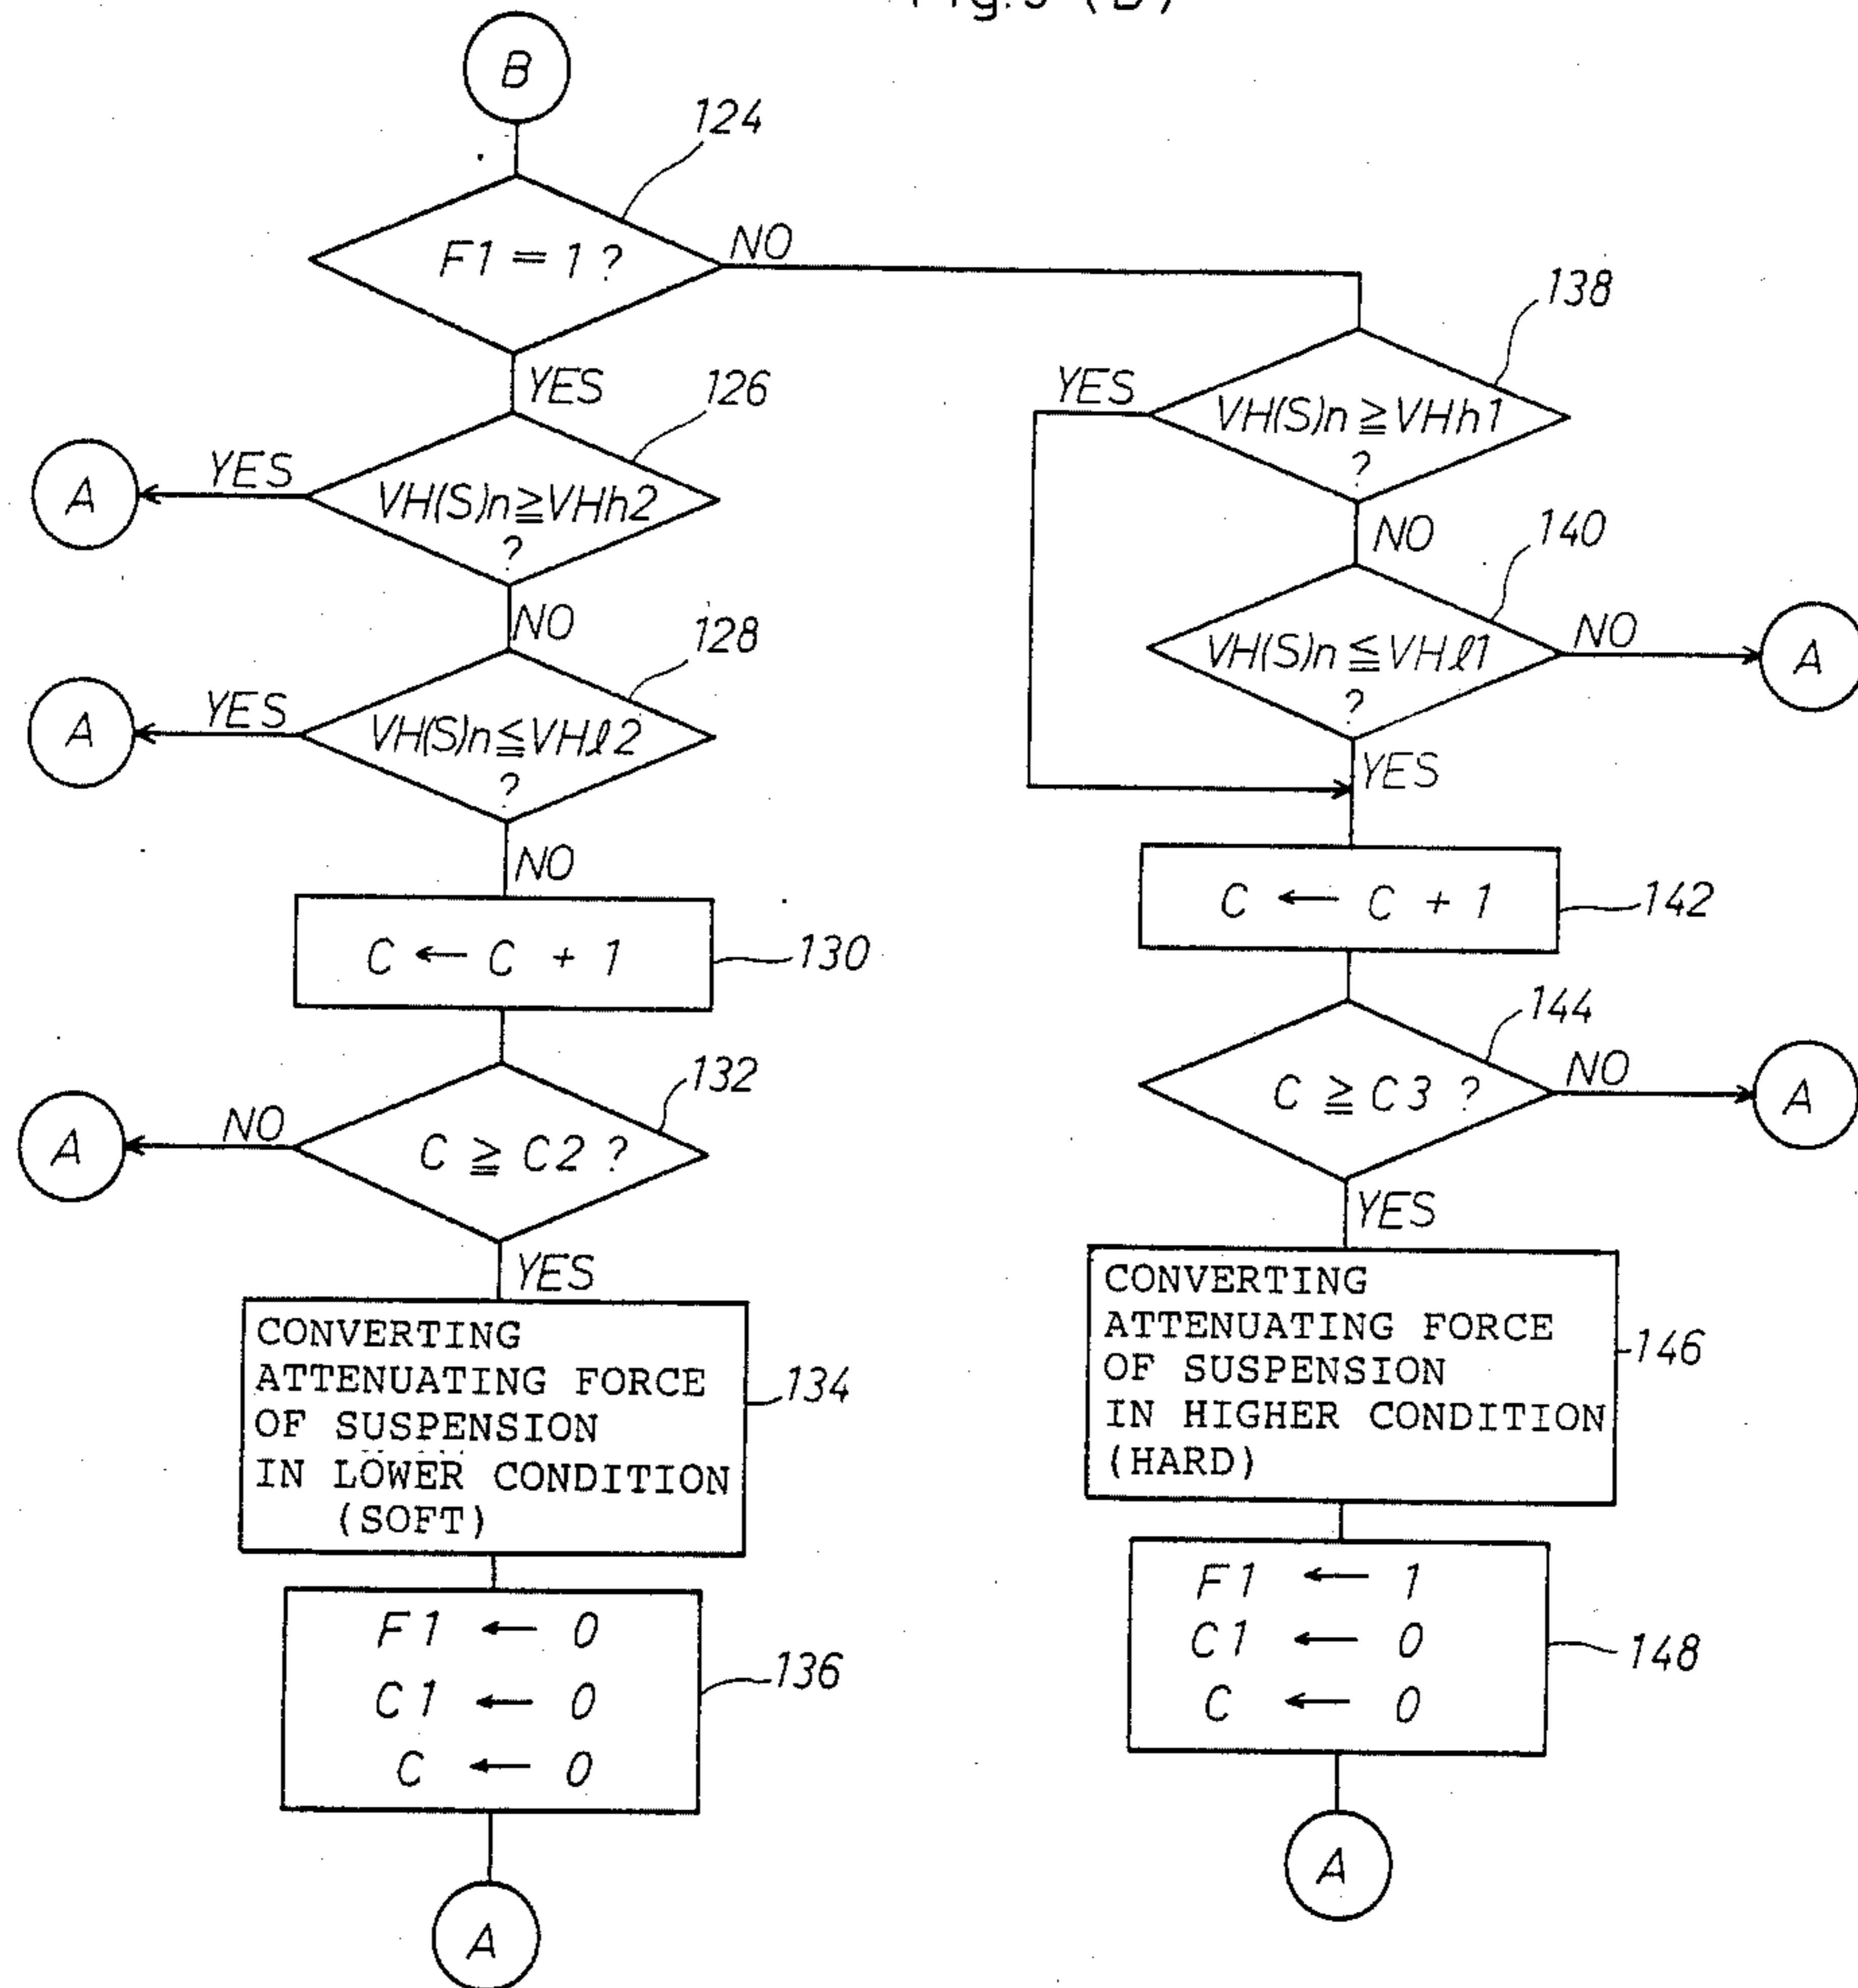 B
124
F1 = 1 ?
NO
YES
126
VH(S)n ≧ VHh2
?
YES
A
NO
128
VH(S)n ≦ VHℓ2
?
YES
A
NO
C ← C + 1
130
132
C ≧ C2 ?
NO
A
YES
CONVERTING
ATTENUATING FORCE
OF SUSPENSION
IN LOWER CONDITION
(SOFT)
134
F1 ← 0
C1 ← 0
C ← 0
136
A
138
VH(S)n ≧ VHh1
?
YES
NO
140
VH(S)n ≦ VHℓ1
?
NO
A
YES
C ← C + 1
142
144
C ≧ C3 ?
NO
A
YES
CONVERTING
ATTENUATING FORCE
OF SUSPENSION
IN HIGHER CONDITION
(HARD)
146
F1 ← 1
C1 ← 0
C ← 0
148
A